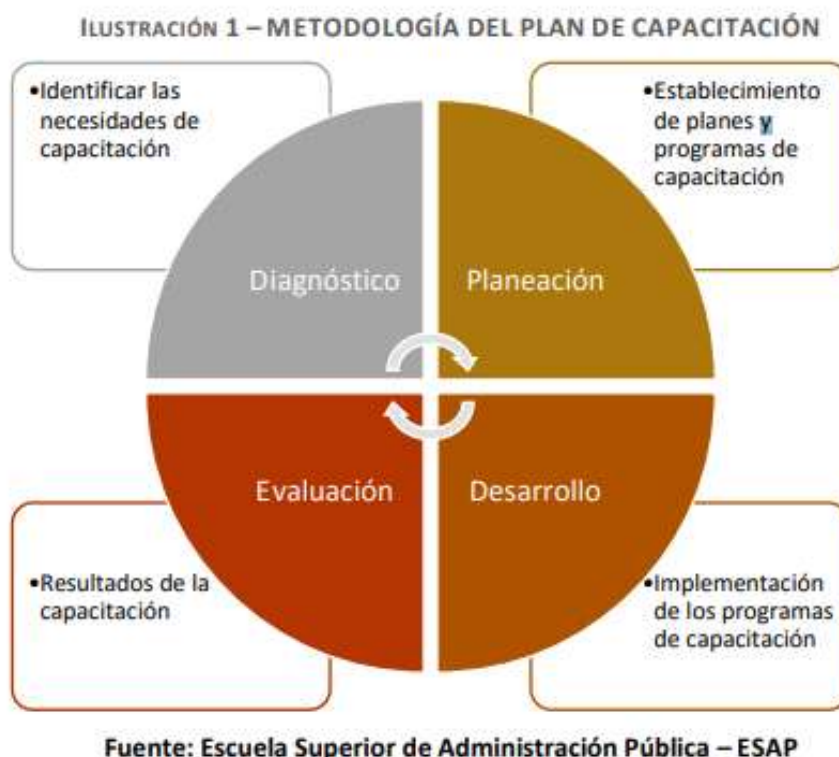 ILUSTRACIÓN 1 – METODOLOGÍA DEL PLAN DE CAPACITACIÓN
•Identificar las
necesidades de
capacitación
•Establecimiento
de planes y
programas de
capacitación
Diagnóstico
Planeación
Evaluación
Desarrollo
•Resultados de la
capacitación
•Implementación
de los programas
de capacitación
Fuente: Escuela Superior de Administración Pública – ESAP